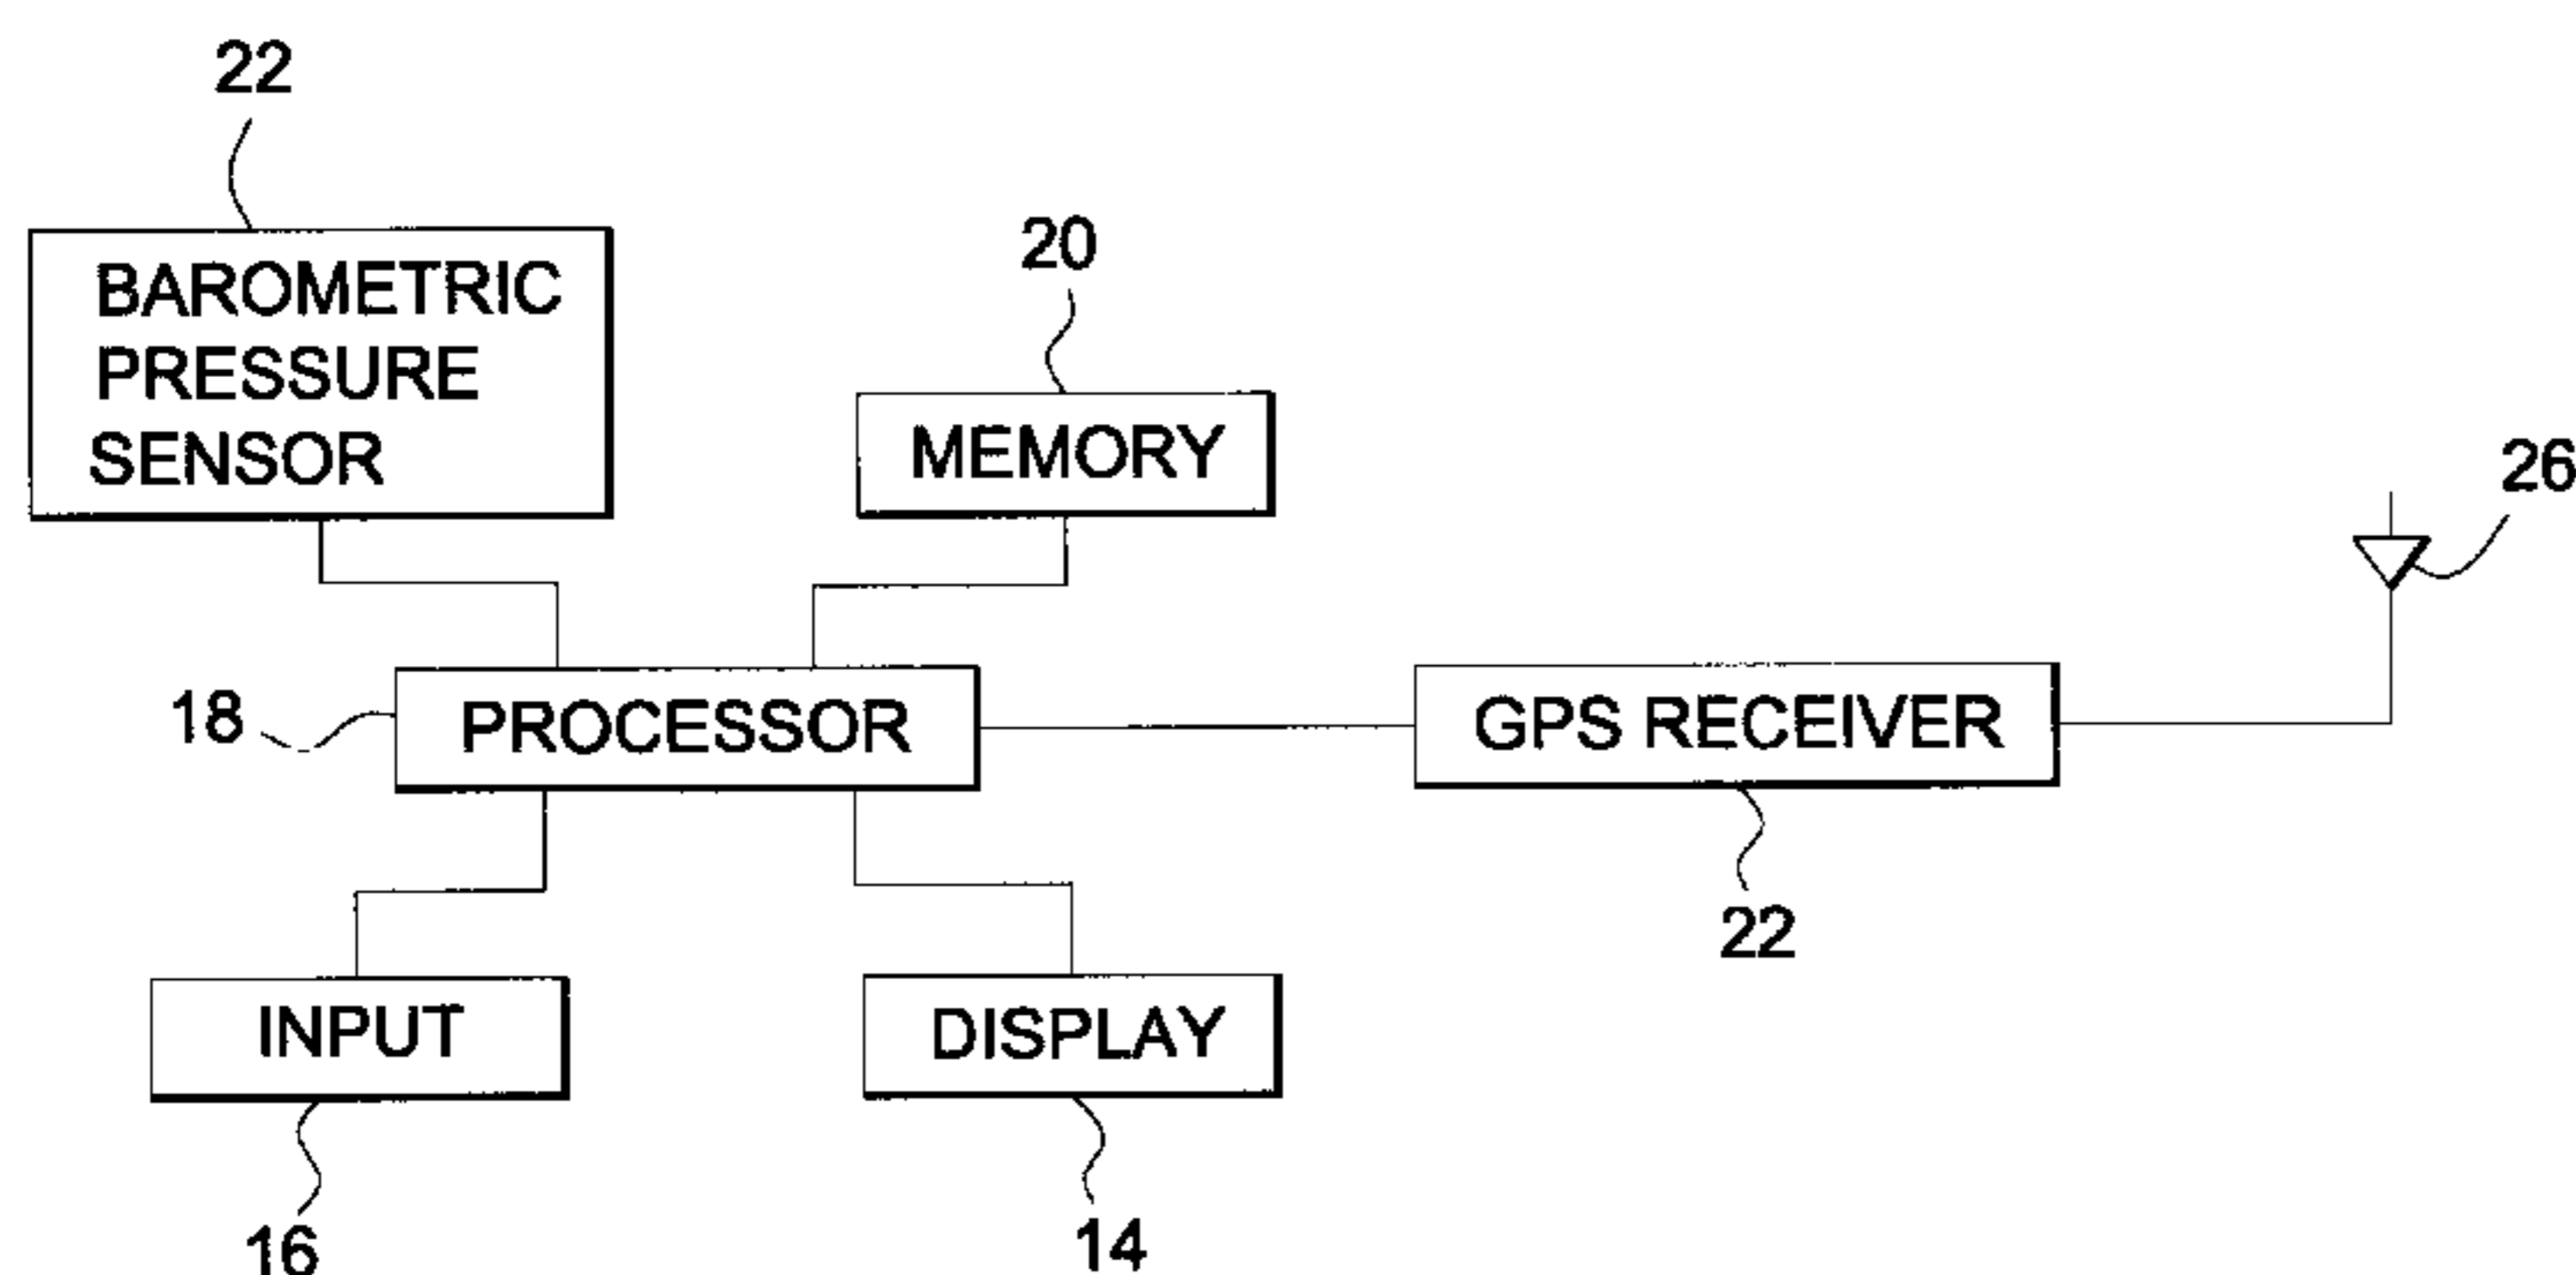 22
BAROMETRIC
PRESSURE
SENSOR
20
MEMORY
26
18
PROCESSOR
GPS RECEIVER
22
INPUT
DISPLAY
16
14